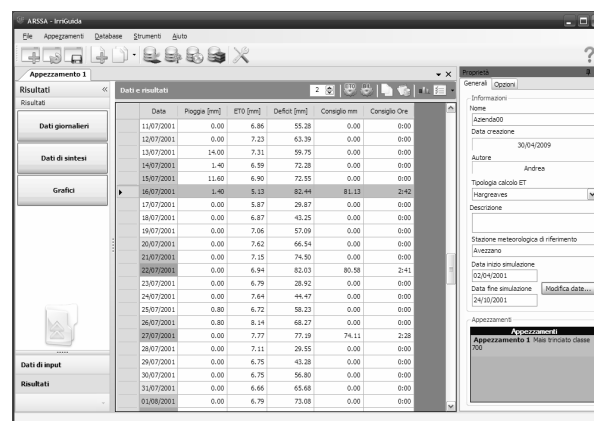 ARSSA - IrriGuida
File Appezzamenti Database Strumenti Aiuto
Appezzamento 1
Risultati
Risultati
Dati giornalieri
Dati di sintesi
Grafici
Dati di input
Risultati
Dati e risultati 2
Data Pioggia [mm] ET0 [mm] Deficit [mm] Consiglio mm Consiglio Ore
11/07/2001 0.00 6.86 55.28 0.00 0:00
12/07/2001 0.00 7.23 63.39 0.00 0:00
13/07/2001 14.00 7.31 59.75 0.00 0:00
14/07/2001 1.40 6.59 72.28 0.00 0:00
15/07/2001 11.60 6.90 72.55 0.00 0:00
16/07/2001 1.40 5.13 82.44 81.13 2:42
17/07/2001 0.00 5.87 29.87 0.00 0:00
18/07/2001 0.00 6.87 43.25 0.00 0:00
19/07/2001 0.00 7.06 57.09 0.00 0:00
20/07/2001 0.00 7.62 66.54 0.00 0:00
21/07/2001 0.00 7.15 74.50 0.00 0:00
22/07/2001 0.00 6.94 82.03 80.58 2:41
23/07/2001 0.00 6.79 28.92 0.00 0:00
24/07/2001 0.00 7.64 44.47 0.00 0:00
25/07/2001 0.80 6.72 58.23 0.00 0:00
26/07/2001 0.80 8.14 68.27 0.00 0:00
27/07/2001 0.00 7.77 77.19 74.11 2:28
28/07/2001 0.00 7.11 29.55 0.00 0:00
29/07/2001 0.00 6.75 43.28 0.00 0:00
30/07/2001 0.00 6.75 56.80 0.00 0:00
31/07/2001 0.00 6.66 65.68 0.00 0:00
01/08/2001 0.00 6.79 73.08 0.00 0:00
Proprietà
Generali Opzioni
Informazioni
Nome
Azienda00
Data creazione
30/04/2009
Autore
Andrea
Tipologia calcolo ET
Hargreaves
Descrizione
Stazione meteorologica di riferimento
Avezzano
Data inizio simulazione
02/04/2001
Data fine simulazione Modifica date...
24/10/2001
Appezzamenti
Appezzamenti
Appezzamento 1 Mais trinciato classe
700